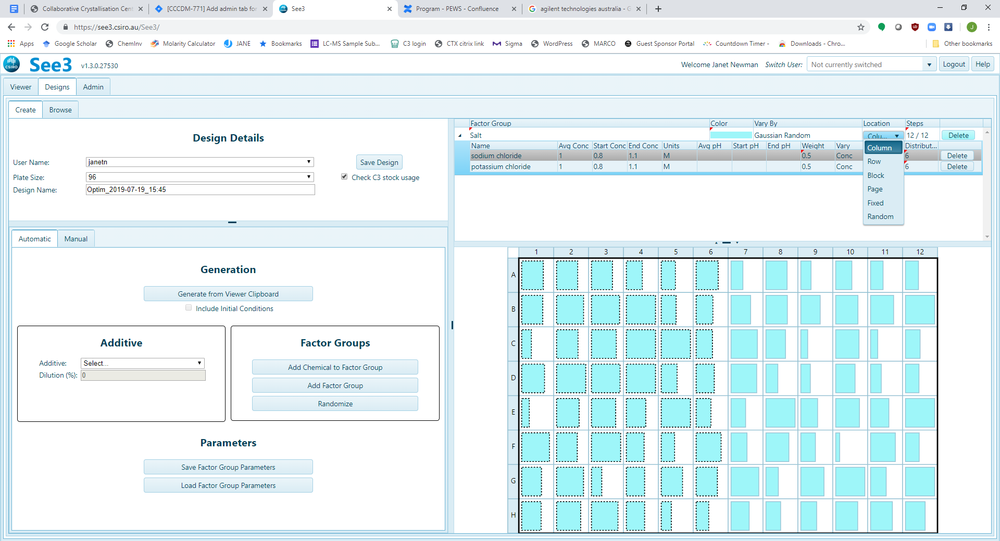 Collaborative Crystallisation Cent
[CCCDM-771] Add admin tab for
See3
Program - PEWS - Confluence
agilent technologies australia - G
https://see3.csiro.au/See3/
J
Apps Google Scholar ChemInv Molarity Calculator JANE Bookmarks LC-MS Sample Sub... C3 login CTX citrix link Sigma WordPress MARCO Guest Sponsor Portal Countdown Timer - Downloads - Chro... Other bookmarks
CSIRO See3 v1.3.0.27530 Welcome Janet Newman Switch User: Not currently switched Logout Help
Viewer Designs Admin
Create Browse
Design Details
User Name: janetn Save Design
Plate Size: 96 Check C3 stock usage
Design Name: Optim_2019-07-19_15:45
Factor Group Color Vary By Location Steps
Salt Gaussian Random Colu... 12 / 12 Delete
Name Avg Conc Start Conc End Conc Units Avg pH Start pH End pH Weight Vary Distribut...
sodium chloride 1 0.8 1.1 M 0.5 Conc 6 Delete
potassium chloride 1 0.8 1.1 M 0.5 Conc 6 Delete
Column
Row
Block
Page
Fixed
Random
Automatic Manual
Generation
Generate from Viewer Clipboard
Include Initial Conditions
Additive
Additive: Select...
Dilution (%): 0
Factor Groups
Add Chemical to Factor Group
Add Factor Group
Randomize
Parameters
Save Factor Group Parameters
Load Factor Group Parameters
1 2 3 4 5 6 7 8 9 10 11 12
A
B
C
D
E
F
G
H